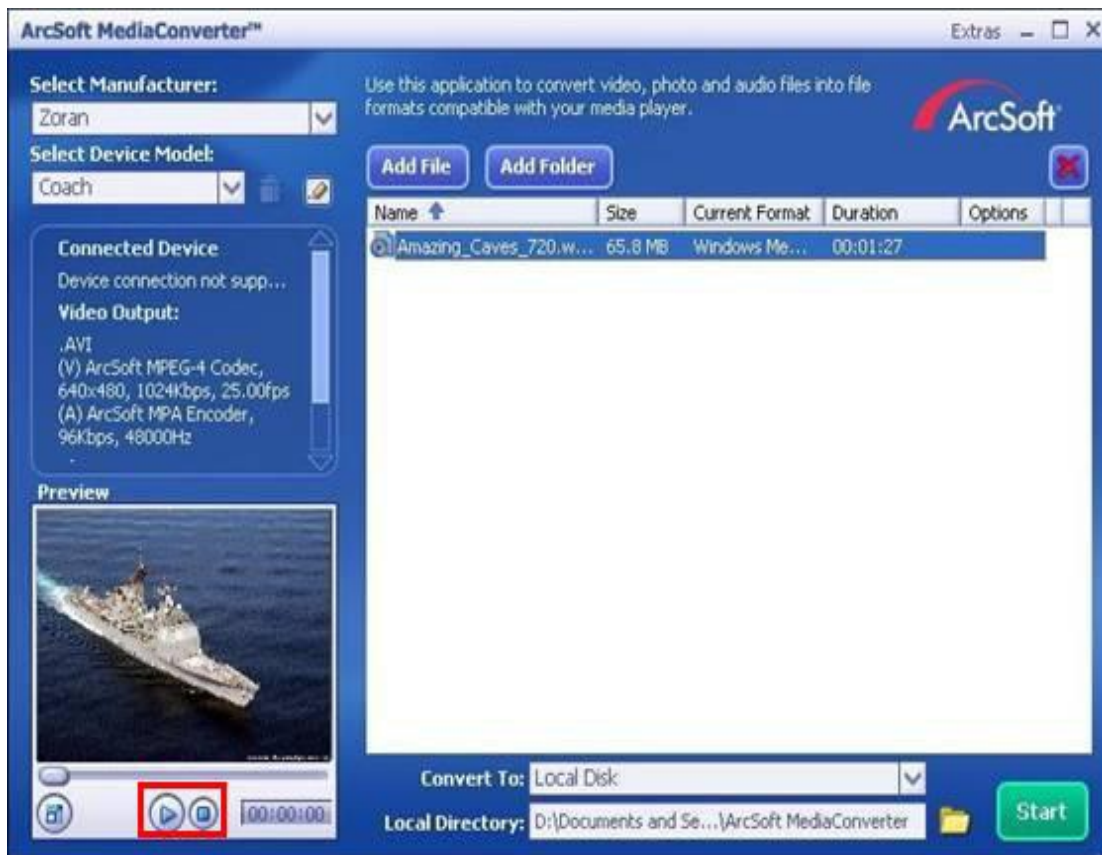 ArcSoft MediaConverter™
Extras
Select Manufacturer:
Zoran
Select Device Model:
Coach
Connected Device
Device connection not supp...
Video Output:
.AVI
(V) ArcSoft MPEG-4 Codec,
640x480, 1024Kbps, 25.00fps
(A) ArcSoft MPA Encoder,
96Kbps, 48000Hz
Preview
00:00:00
Use this application to convert video, photo and audio files into file
formats compatible with your media player.
ArcSoft
Add File Add Folder
Name Size Current Format Duration Options
Amazing_Caves_720.w... 65.8 MB Windows Me... 00:01:27
Convert To: Local Disk
Local Directory: D:\Documents and Se...\ArcSoft MediaConverter
Start